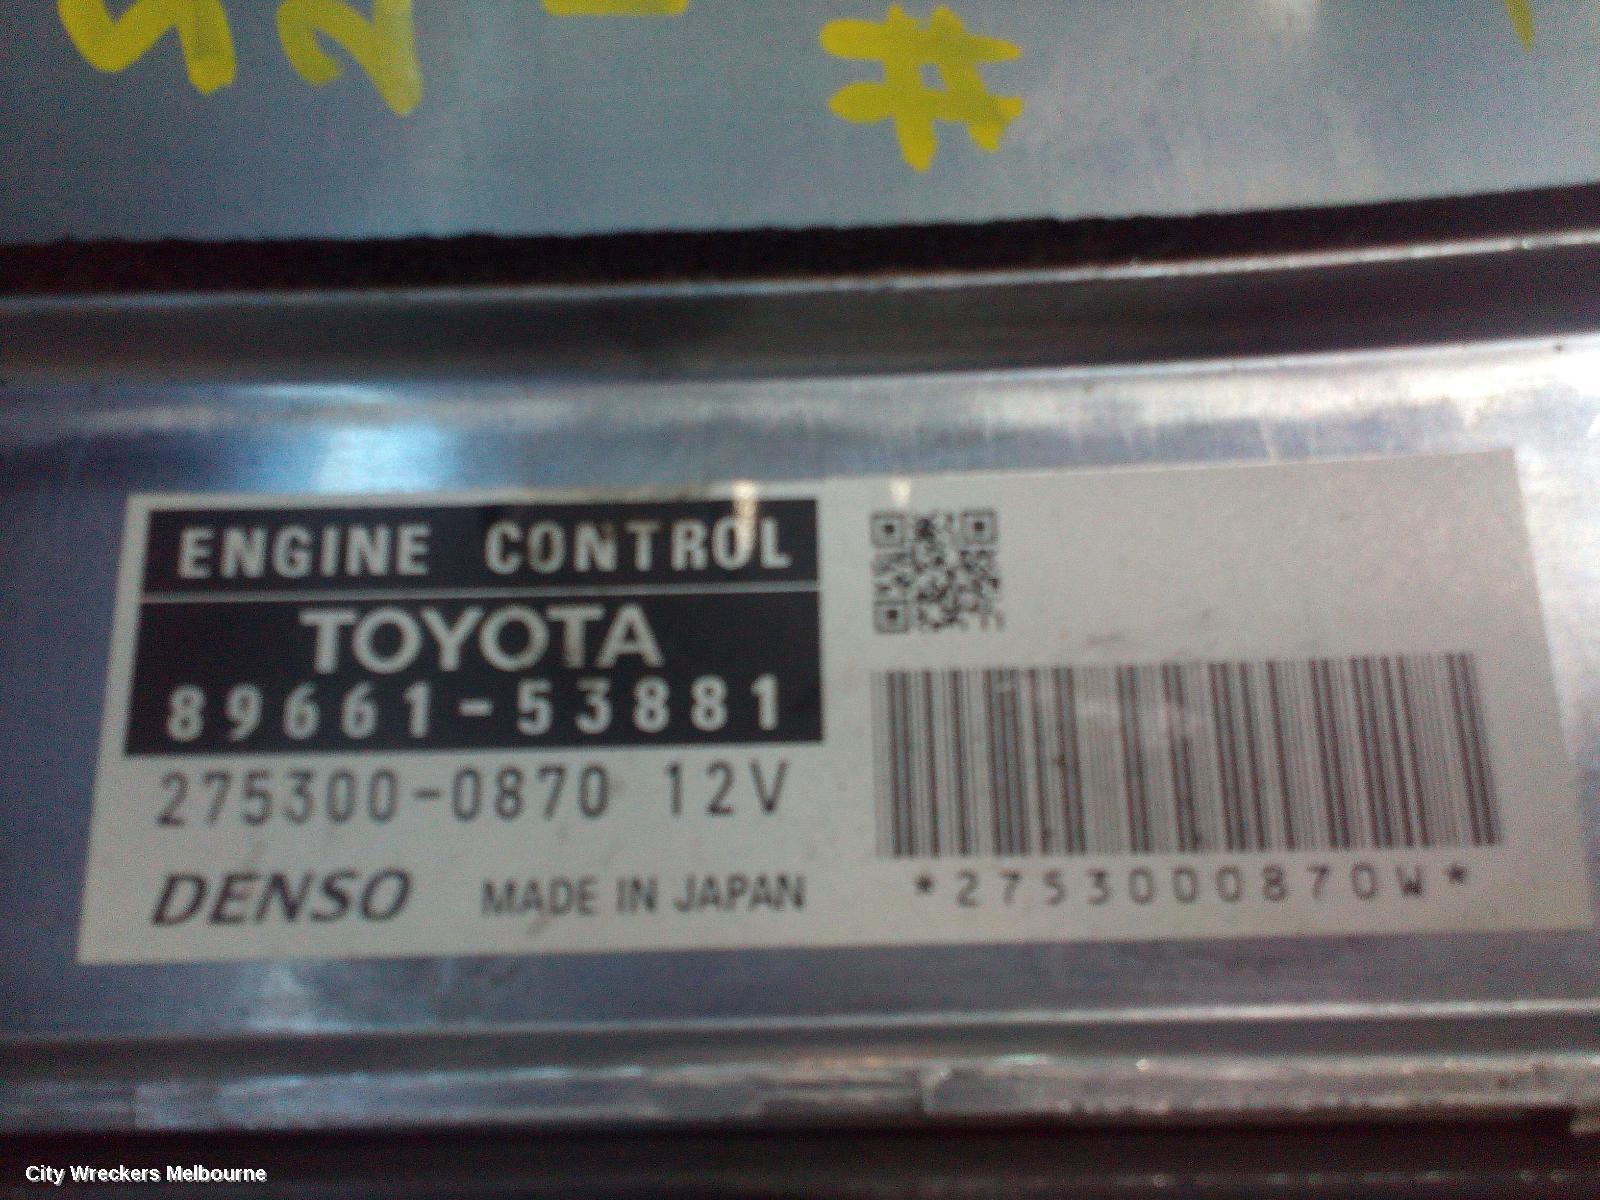 #
ENGINE CONTROL
TOYOTA
89661-53881
275300-0870 12V
DENSO MADE IN JAPAN
*2753000870W*
City Wreckers Melbourne